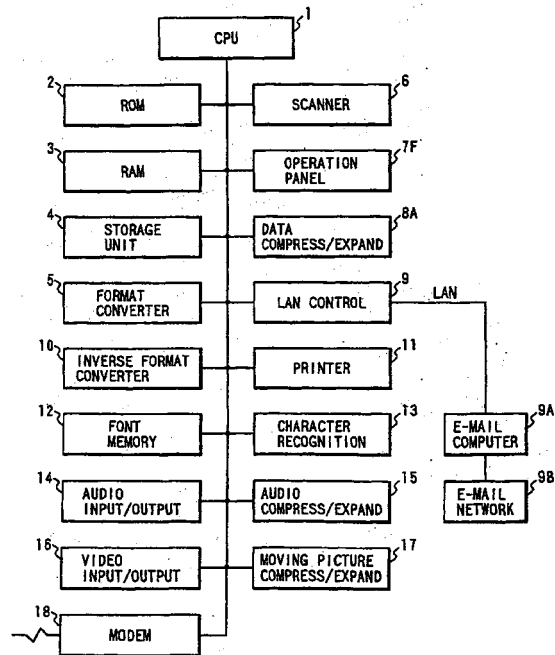 1
CPU
2
ROM
6
SCANNER
3
RAM
7F
OPERATION
PANEL
4
STORAGE
UNIT
8A
DATA
COMPRESS/EXPAND
5
FORMAT
CONVERTER
9
LAN CONTROL
LAN
10
INVERSE FORMAT
CONVERTER
11
PRINTER
12
FONT
MEMORY
13
CHARACTER
RECOGNITION
9A
E-MAIL
COMPUTER
14
AUDIO
INPUT/OUTPUT
15
AUDIO
COMPRESS/EXPAND
9B
E-MAIL
NETWORK
16
VIDEO
INPUT/OUTPUT
17
MOVING PICTURE
COMPRESS/EXPAND
18
MODEM